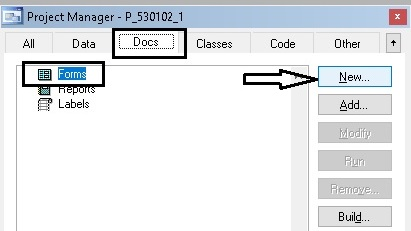 Project Manager - P_530102_1
All Data Docs Classes Code Other
Forms
Reports
Labels
New...
Add...
Modify
Run
Remove...
Build...